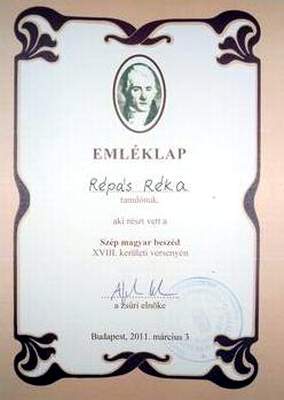 EMLÉKLAP
Répás Réka
tanulónak,
aki részt vett a
Szép magyar beszéd
XVIII. kerületi versenyén
a zsűri elnöke
Budapest, 2011. március 3